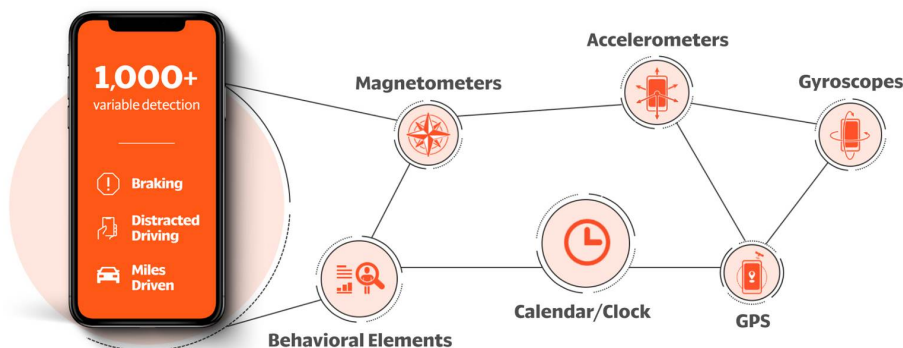 1,000+
variable detection
Braking
Distracted
Driving
Miles
Driven
Magnetometers
Accelerometers
Gyroscopes
Behavioral Elements
Calendar/Clock
GPS